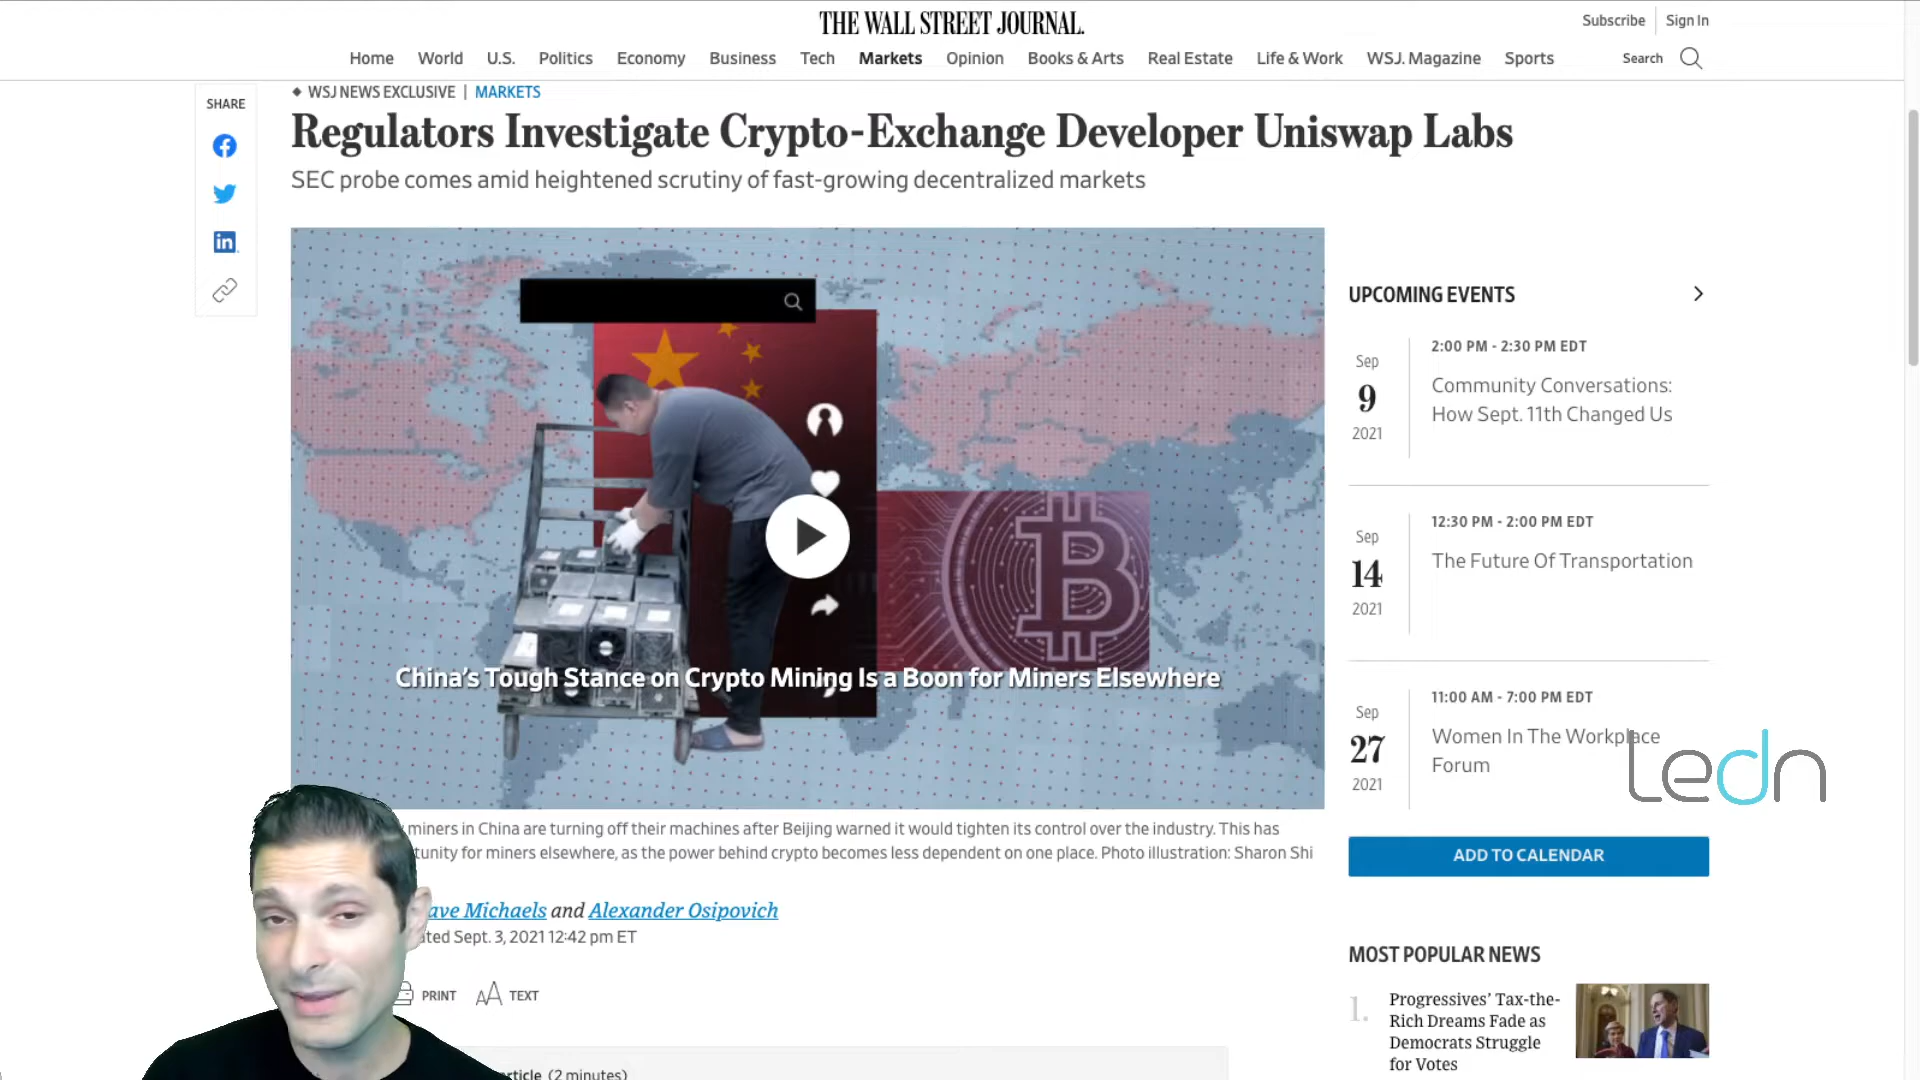 THE WALL STREET JOURNAL.
Subscribe
Sign In
Home World U.S. Politics Economy Business Tech Markets Opinion Books & Arts Real Estate Life & Work WSJ. Magazine Sports
Search
SHARE
WSJ NEWS EXCLUSIVE | MARKETS
Regulators Investigate Crypto-Exchange Developer Uniswap Labs
SEC probe comes amid heightened scrutiny of fast-growing decentralized markets
China's Tough Stance on Crypto Mining Is a Boon for Miners Elsewhere
miners in China are turning off their machines after Beijing warned it would tighten its control over the industry. This has
for miners elsewhere, as the power behind crypto becomes less dependent on one place. Photo illustration: Sharon Shi
Michaels and Alexander Osipovich
Sept. 3, 2021 12:42 pm ET
PRINT
TEXT
(2 minutes)
UPCOMING EVENTS
Sep
9
2021
2:00 PM - 2:30 PM EDT
Community Conversations:
How Sept. 11th Changed Us
Sep
14
2021
12:30 PM - 2:00 PM EDT
The Future Of Transportation
Sep
27
2021
11:00 AM - 7:00 PM EDT
Women In The Workplace
Forum
ledn
ADD TO CALENDAR
MOST POPULAR NEWS
1.
Progressives' Tax-the-
Rich Dreams Fade as
Democrats Struggle
for Votes